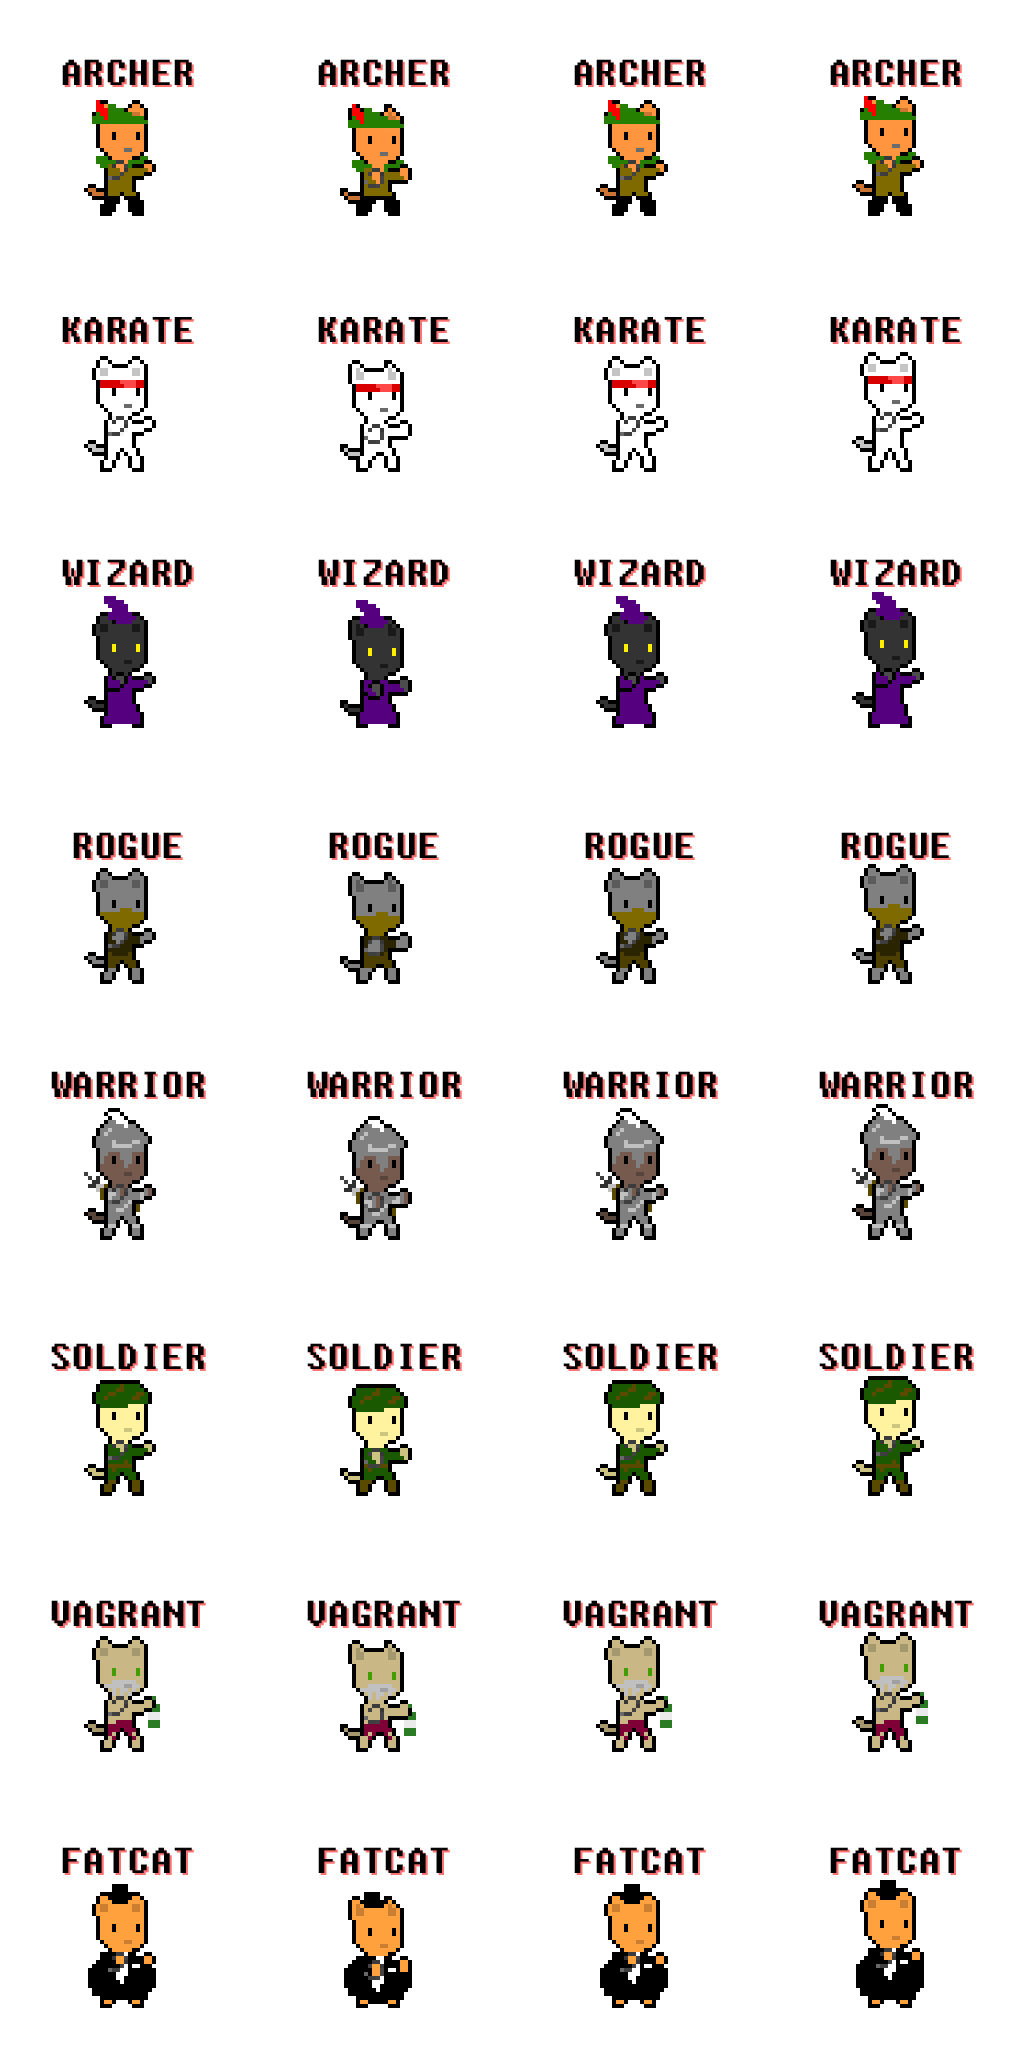 ARCHER ARCHER ARCHER ARCHER
KARATE KARATE KARATE KARATE
WIZARD WIZARD WIZARD WIZARD
ROGUE ROGUE ROGUE ROGUE
WARRIOR WARRIOR WARRIOR WARRIOR
SOLDIER SOLDIER SOLDIER SOLDIER
VAGRANT VAGRANT VAGRANT VAGRANT
FATCAT FATCAT FATCAT FATCAT